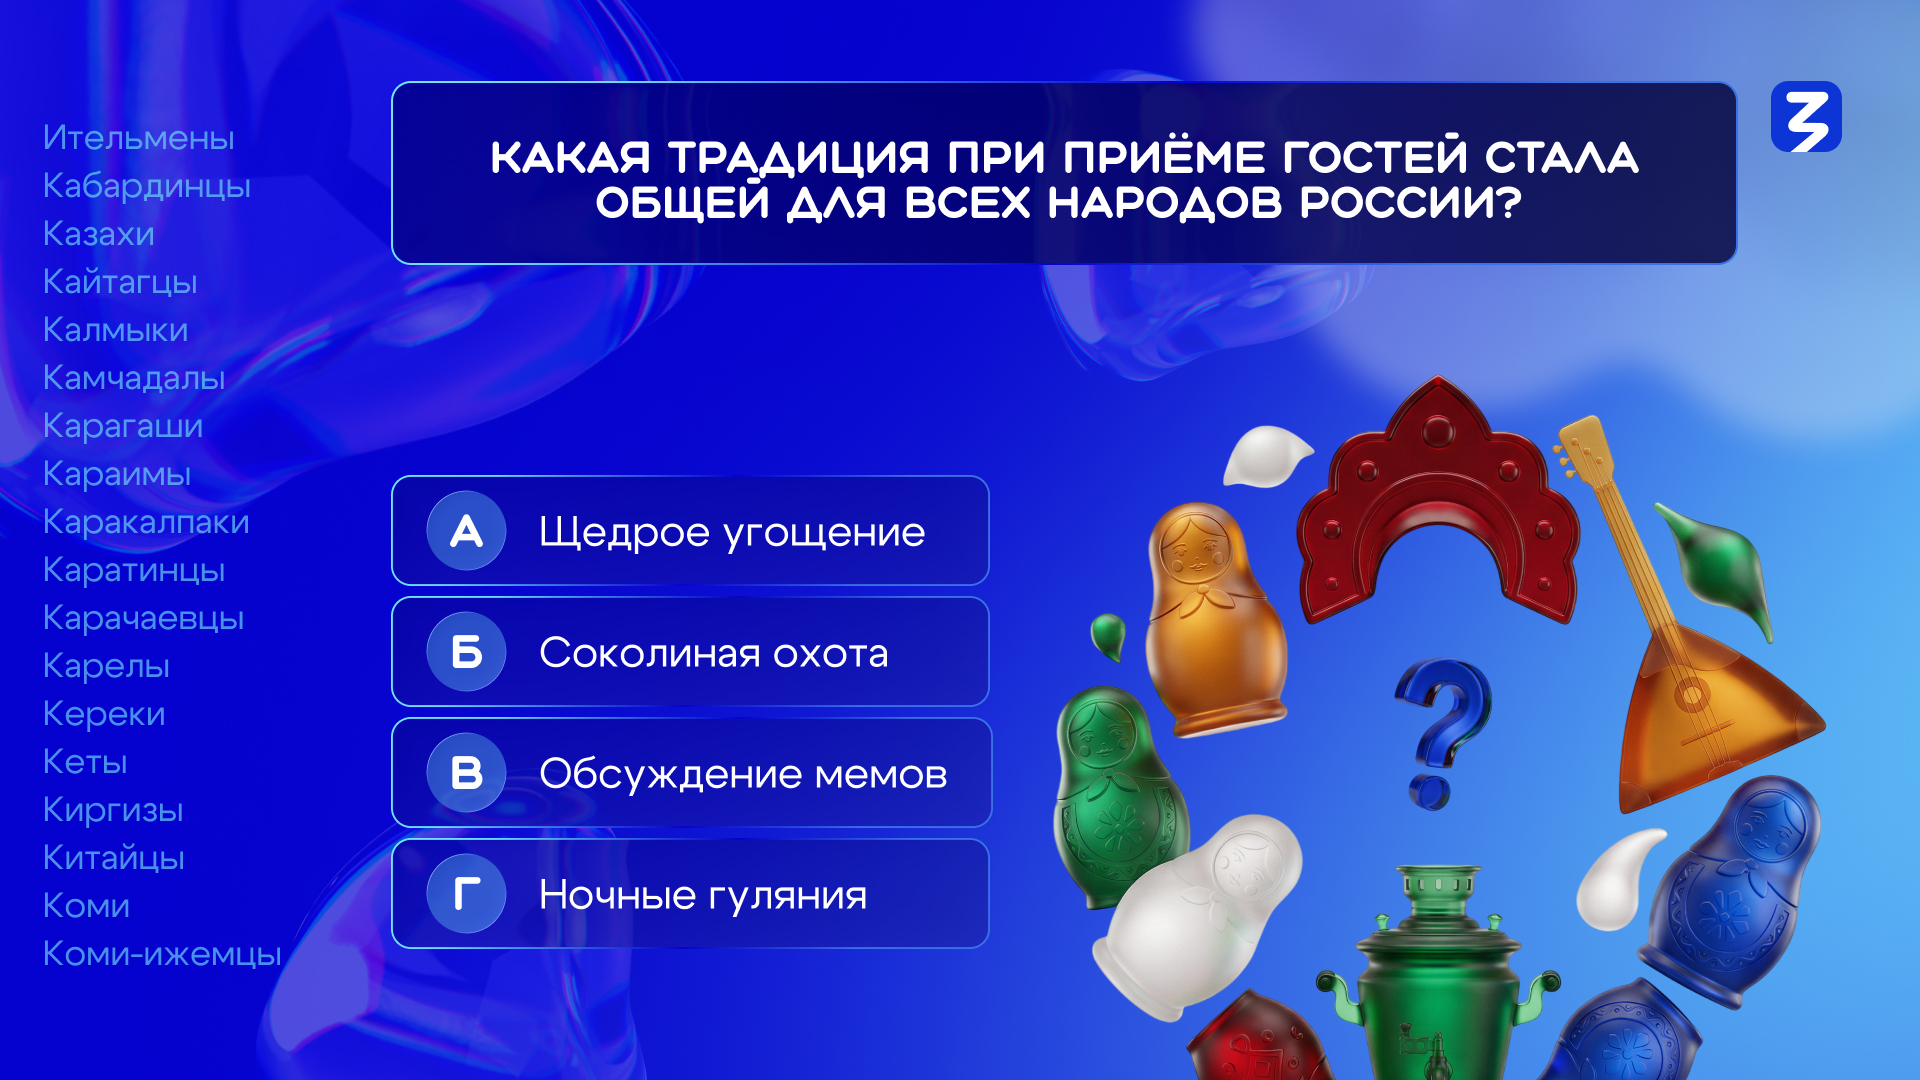 КАКАЯ ТРАДИЦИЯ ПРИ ПРИЁМЕ ГОСТЕЙ СТАЛА
ОБЩЕЙ ДЛЯ ВСЕХ НАРОДОВ РОССИИ?
Ительмены
Кабардинцы
Казахи
Кайтагцы
Калмыки
Камчадалы
Карагаши
Караимы
Каракалпаки
Каратинцы
Карачаевцы
Карелы
Кереки
Кеты
Киргизы
Китайцы
Коми
Коми-ижемцы
А Щедрое угощение
Б Соколиная охота
В Обсуждение мемов
Г Ночные гуляния
?